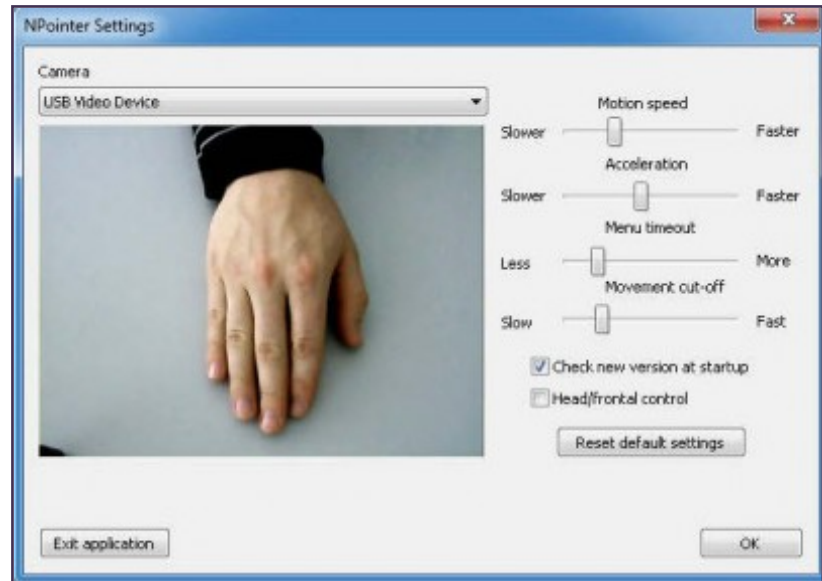 NPointer Settings
Camera
USB Video Device
Motion speed
Slower Faster
Acceleration
Slower Faster
Menu timeout
Less More
Movement cut-off
Slow Fast
Check new version at startup
Head/frontal control
Reset default settings
Exit application OK